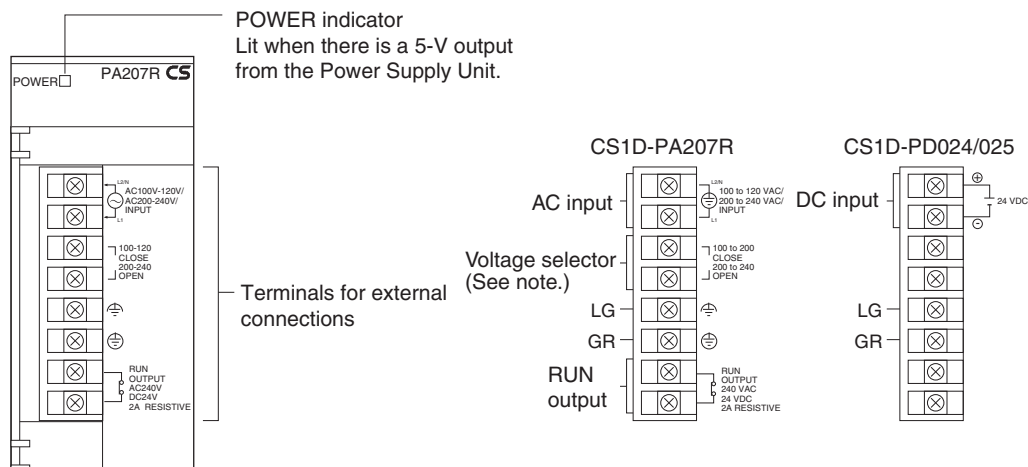 POWER indicator
Lit when there is a 5-V output
from the Power Supply Unit.
POWER
PA207R CS
L2/N
AC100V-120V/
AC200-240V/
INPUT
L1
100-120
CLOSE
200-240
OPEN
RUN
OUTPUT
AC240V
DC24V
2A RESISTIVE
Terminals for external
connections
CS1D-PA207R
AC input
L2/N
100 to 120 VAC/
200 to 240 VAC/
INPUT
L1
Voltage selector
(See note.)
100 to 200
CLOSE
200 to 240
OPEN
LG
GR
RUN
output
RUN
OUTPUT
240 VAC
24 VDC
2A RESISTIVE
CS1D-PD024/025
DC input
24 VDC
LG
GR